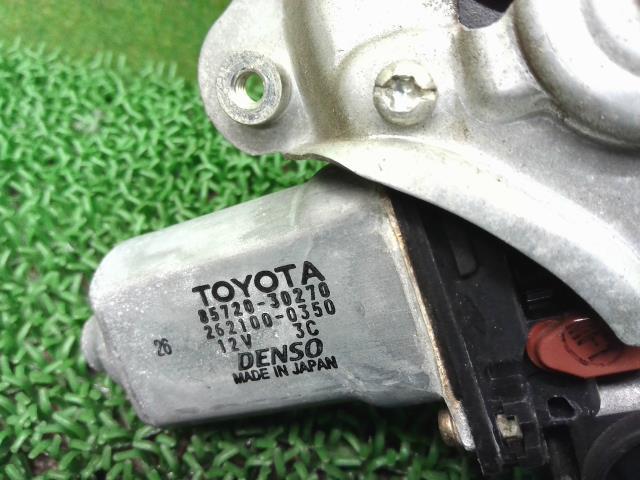 TOYOTA
85720-30270
262100-0350
12V 3C
26
DENSO
MADE IN JAPAN